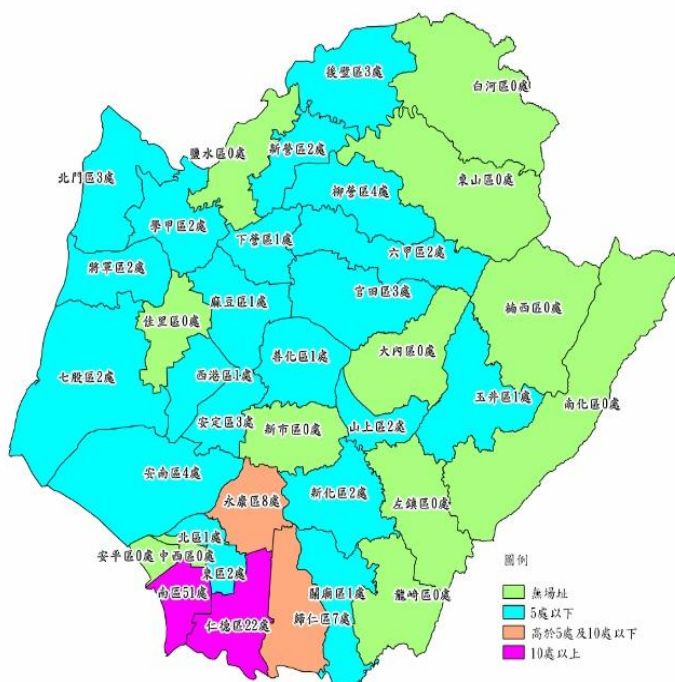 後壁區3處
白河區0處
鹽水區0處
新營區2處
北門區3處
柳營區4處
東山區0處
學甲區2處
下營區1處
六甲區2處
將軍區2處
麻豆區1處
官田區3處
楠西區0處
佳里區0處
七股區2處
西港區1處
善化區1處
大內區0處
玉井區1處
南化區0處
安定區3處
新市區0處
山上區2處
安南區4處
永康區8處
新化區2處
左鎮區0處
北區1處
安平區0處
中西區0處
東區2處
南區51處
仁德區22處
歸仁區7處
關廟區1處
龍崎區0處
圖例
無場址
5處以下
高於5處及10處以下
10處以上